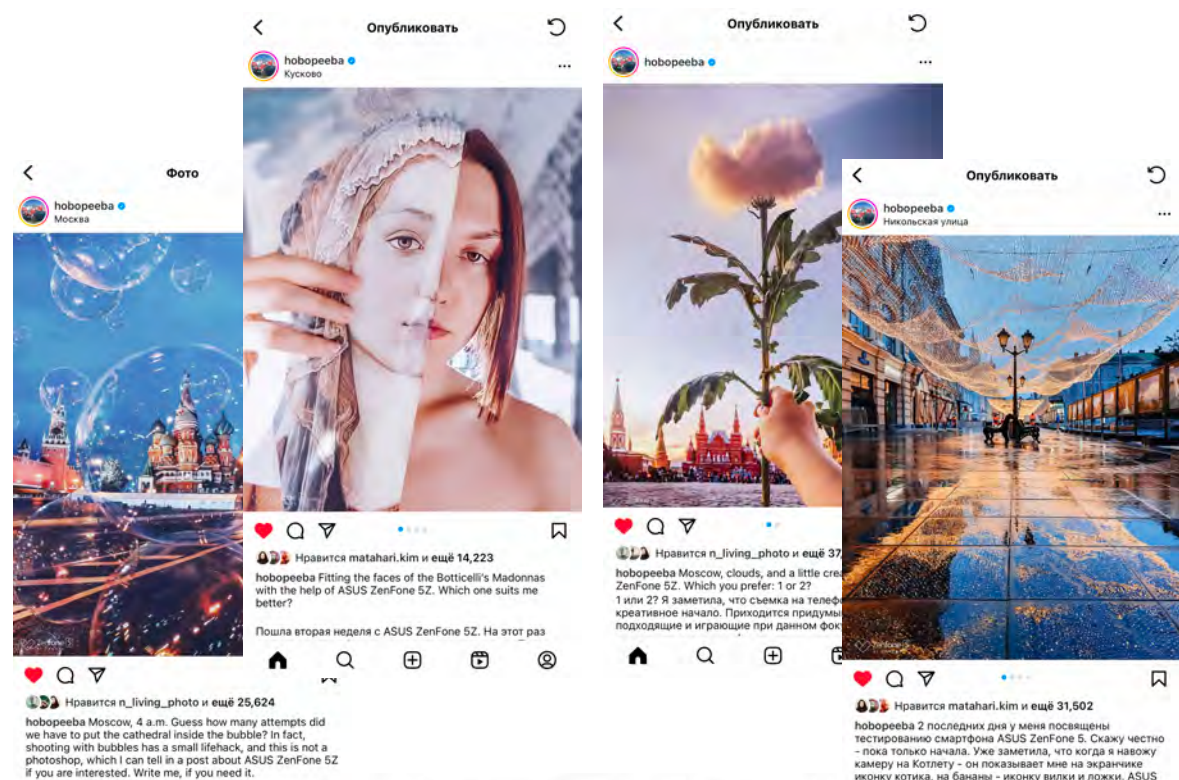 Фото
hobopeeba
Москва
Нравится n_living_photo и ещё 25,624
hobopeeba Moscow, 4 a.m. Guess how many attempts did
we have to put the cathedral inside the bubble? In fact,
shooting with bubbles has a small lifehack, and this is not a
photoshop, which I can tell in a post about ASUS ZenFone 5Z
if you are interested. Write me, if you need it.
Опубликовать
hobopeeba
Кусково
Нравится matahari.kim и ещё 14,223
hobopeeba Fitting the faces of the Botticelli's Madonnas
with the help of ASUS ZenFone 5Z. Which one suits me
better?
Пошла вторая неделя с ASUS ZenFone 5Z. На этот раз
Опубликовать
hobopeeba
Нравится n_living_photo и ещё 37,
hobopeeba Moscow, clouds, and a little crea
ZenFone 5Z. Which you prefer: 1 or 2?
1 или 2? Я заметила, что съемка на телефо
креативное начало. Приходится придумы
подходящие и играющие при данном фок
Опубликовать
hobopeeba
Никольская улица
Нравится matahari.kim и ещё 31,502
hobopeeba 2 последних дня у меня посвящены
тестированию смартфона ASUS ZenFone 5. Скажу честно
- пока только начала. Уже заметила, что когда я навожу
камеру на Котлету - он показывает мне на экранчике
иконку котика, на бананы - иконку вилки и ложки. ASUS